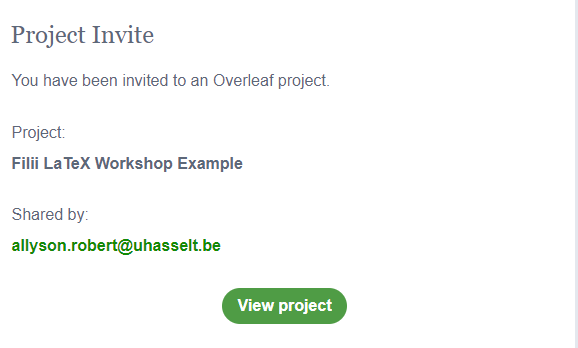 Project Invite
You have been invited to an Overleaf project.
Project:
Filii LaTeX Workshop Example
Shared by:
allyson.robert@uhasselt.be
View project